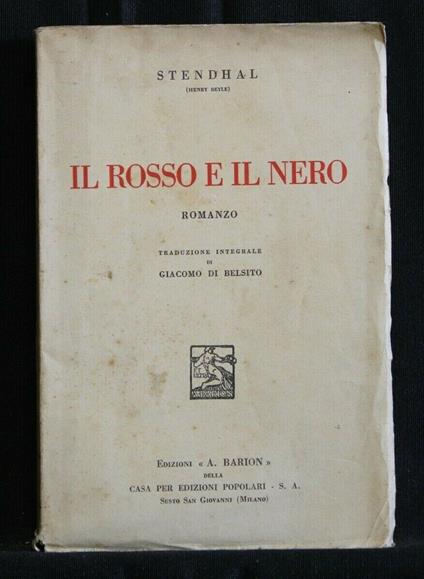 STENDHAL
(HENRY BEYLE)
IL ROSSO E IL NERO
ROMANZO
TRADUZIONE INTEGRALE
DI
GIACOMO DI BELSITO
EDIZIONI « A. BARION »
DELLA
CASA PER EDIZIONI POPOLARI - S. A.
SESTO SAN GIOVANNI (MILANO)